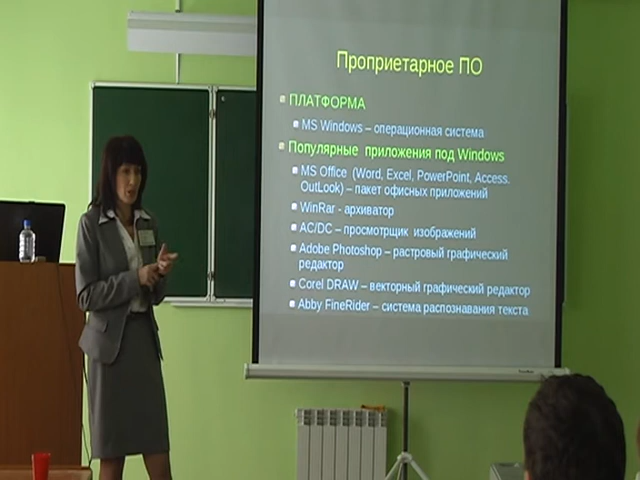 Проприетарное ПО
ПЛАТФОРМА
MS Windows – операционная система
Популярные приложения под Windows
MS Office (Word, Excel, PowerPoint, Access.
OutLook) – пакет офисных приложений
WinRar - архиватор
AC/DC – просмотрщик изображений
Adobe Photoshop – растровый графический
редактор
Corel DRAW – векторный графический редактор
Abby FineRider – система распознавания текста